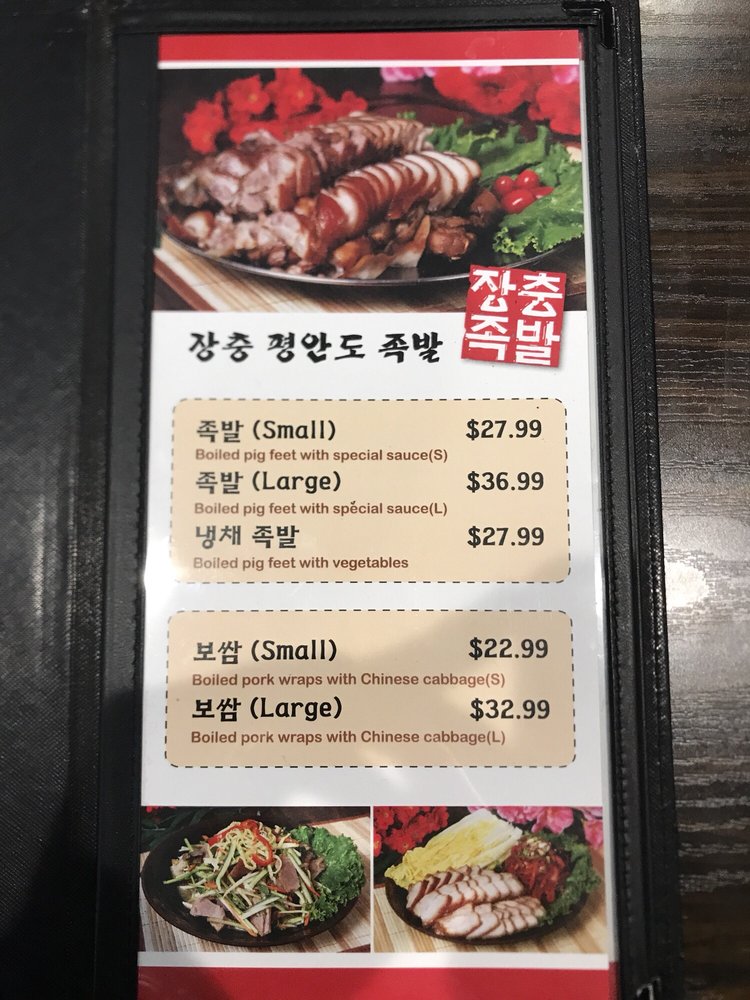 장충
족발
장충 평안도 족발
족발 (Small) $27.99
Boiled pig feet with special sauce(S)
족발 (Large) $36.99
Boiled pig feet with special sauce(L)
냉채 족발 $27.99
Boiled pig feet with vegetables
보쌈 (Small) $22.99
Boiled pork wraps with Chinese cabbage(S)
보쌈 (Large) $32.99
Boiled pork wraps with Chinese cabbage(L)